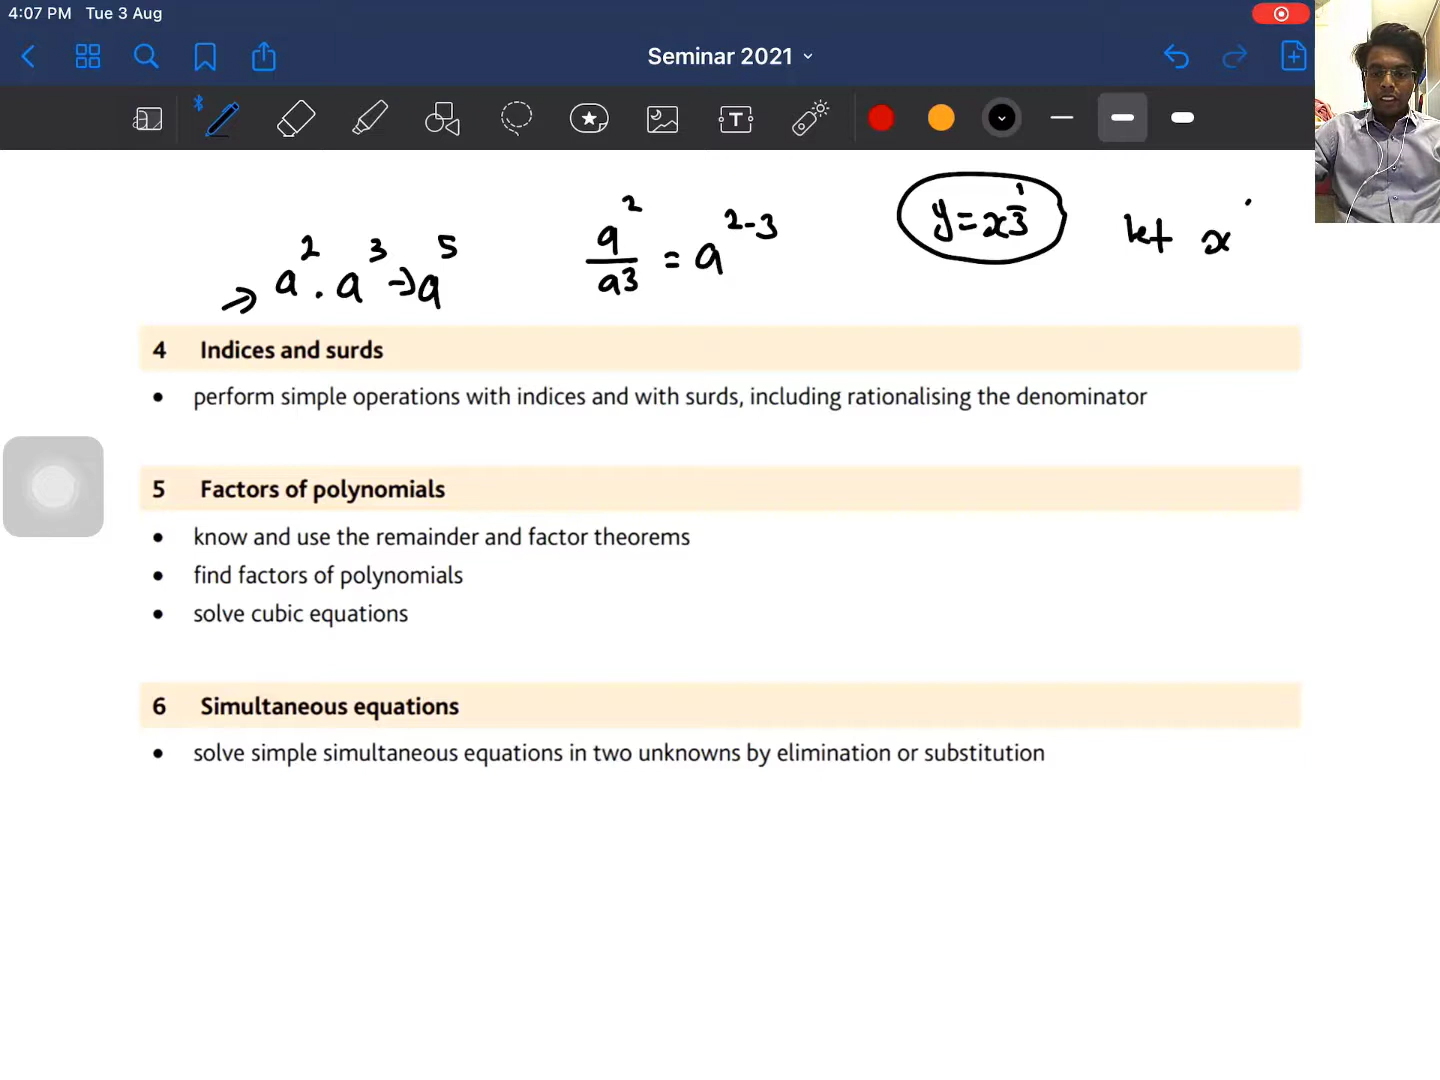 4:07 PM Tue 3 Aug
Seminar 2021
a² · a³ → a⁵
a²/a3 = a²⁻³
y = x^1/3
let x
4 Indices and surds
• perform simple operations with indices and with surds, including rationalising the denominator
5 Factors of polynomials
• know and use the remainder and factor theorems
• find factors of polynomials
• solve cubic equations
6 Simultaneous equations
• solve simple simultaneous equations in two unknowns by elimination or substitution